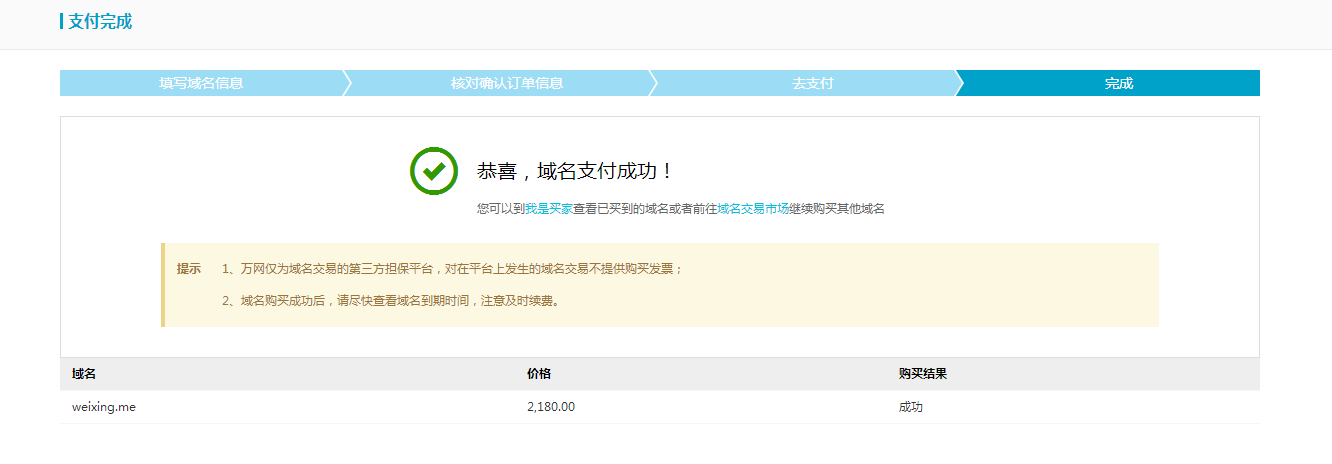 支付完成
填写域名信息
核对确认订单信息
去支付
完成
恭喜，域名支付成功！
您可以到我是买家查看已买到的域名或者前往域名交易市场继续购买其他域名
提示 1、万网仅为域名交易的第三方担保平台，对在平台上发生的域名交易不提供购买发票；
2、域名购买成功后，请尽快查看域名到期时间，注意及时续费。
域名 价格 购买结果
weixing.me 2,180.00 成功